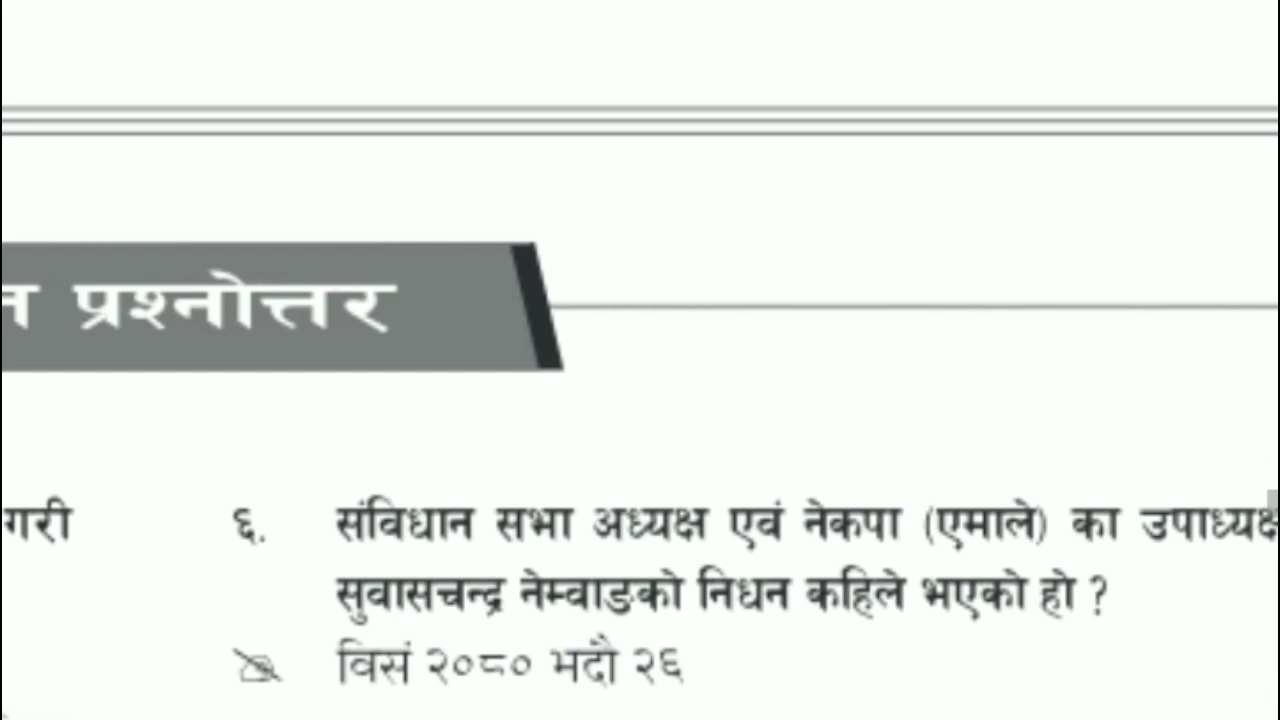 प्रश्नोत्तर
गरी
६. संविधान सभा अध्यक्ष एवं नेकपा (एमाले) का उपाध्यक्ष
सुवासचन्द्र नेम्वाङको निधन कहिले भएको हो ?
विसं २०८० भदौ २६